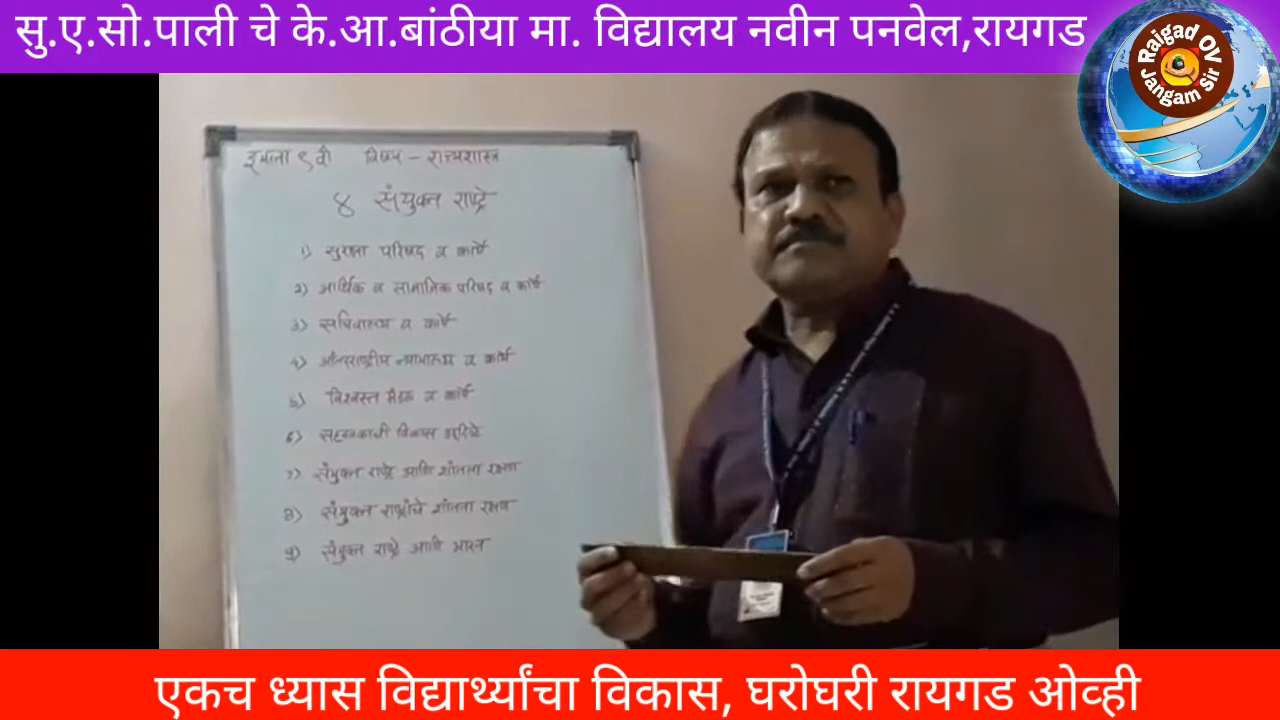 सु.ए.सो.पाली चे के.आ.बांठीया मा. विद्यालय नवीन पनवेल,रायगड
Raigad OV
Jangam Sir
इयत्ता ९ वी विषय - राज्यशास्त्र
४ संयुक्त राष्ट्रे
१) सुरक्षा परिषद व कार्ये
२) आर्थिक व सामाजिक परिषद व कार्ये
३) सचिवालय व कार्ये
४) आंतरराष्ट्रीय न्यायालय व कार्ये
५) विश्वस्त मंडळ व कार्ये
६) सहस्रकाची विकास उद्दिष्टे
७) संयुक्त राष्ट्रे आणि शांतता रक्षण
८) संयुक्त राष्ट्रांचे शांतता रक्षण
९) संयुक्त राष्ट्रे आणि भारत
एकच ध्यास विद्यार्थ्यांचा विकास, घरोघरी रायगड ओव्ही